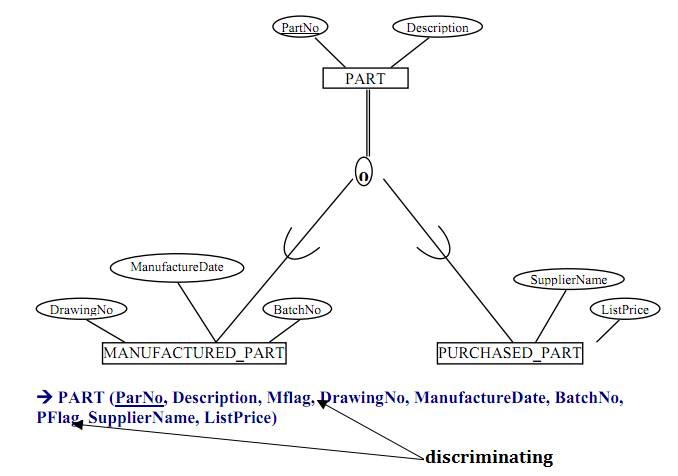 PartNo Description
PART
o
ManufactureDate
SupplierName
DrawingNo BatchNo ListPrice
MANUFACTURED_PART PURCHASED_PART
➔ PART (ParNo, Description, Mflag, DrawingNo, ManufactureDate, BatchNo,
PFlag, SupplierName, ListPrice)
discriminating